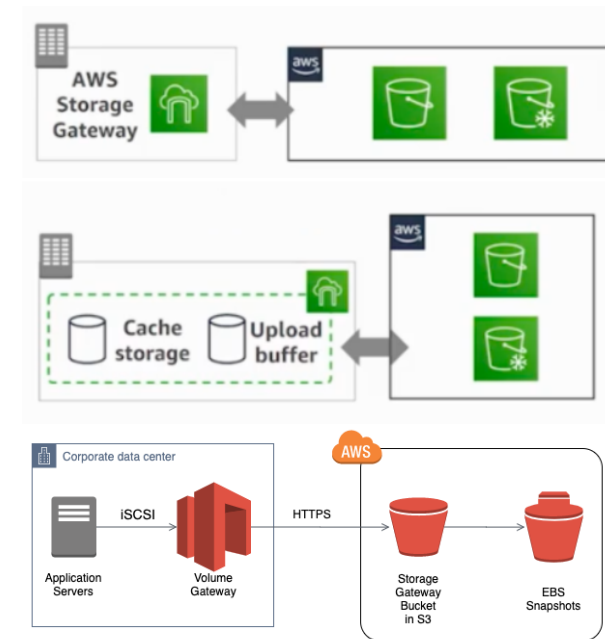 AWS
Storage
Gateway
aws
aws
Cache
storage
Upload
buffer
Corporate data center
AWS
iSCSI
HTTPS
Application
Servers
Volume
Gateway
Storage
Gateway
Bucket
in S3
EBS
Snapshots